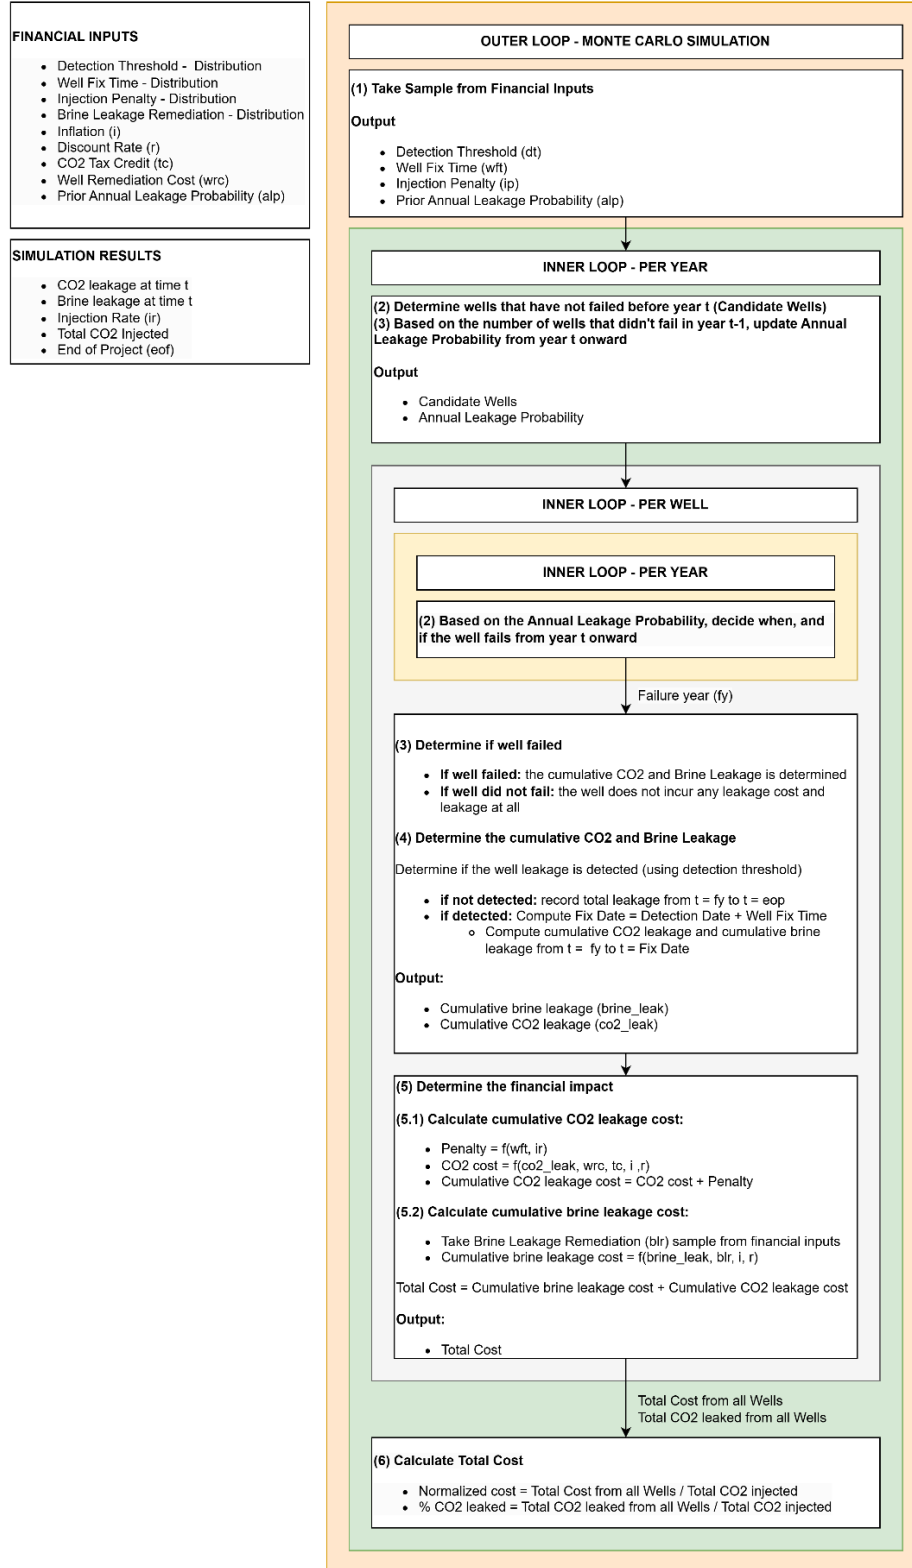 FINANCIAL INPUTS
• Detection Threshold - Distribution
• Well Fix Time - Distribution
• Injection Penalty - Distribution
• Brine Leakage Remediation - Distribution
• Inflation (i)
• Discount Rate (r)
• CO2 Tax Credit (tc)
• Well Remediation Cost (wrc)
• Prior Annual Leakage Probability (alp)
SIMULATION RESULTS
• CO2 leakage at time t
• Brine leakage at time t
• Injection Rate (ir)
• Total CO2 Injected
• End of Project (eof)
OUTER LOOP - MONTE CARLO SIMULATION
(1) Take Sample from Financial Inputs
Output
• Detection Threshold (dt)
• Well Fix Time (wft)
• Injection Penalty (ip)
• Prior Annual Leakage Probability (alp)
INNER LOOP - PER YEAR
(2) Determine wells that have not failed before year t (Candidate Wells)
(3) Based on the number of wells that didn't fail in year t-1, update Annual
Leakage Probability from year t onward
Output
• Candidate Wells
• Annual Leakage Probability
INNER LOOP - PER WELL
INNER LOOP - PER YEAR
(2) Based on the Annual Leakage Probability, decide when, and
if the well fails from year t onward
Failure year (fy)
(3) Determine if well failed
• If well failed: the cumulative CO2 and Brine Leakage is determined
• If well did not fail: the well does not incur any leakage cost and
leakage at all
(4) Determine the cumulative CO2 and Brine Leakage
Determine if the well leakage is detected (using detection threshold)
• if not detected: record total leakage from t = fy to t = eop
• if detected: Compute Fix Date = Detection Date + Well Fix Time
○ Compute cumulative CO2 leakage and cumulative brine
leakage from t = fy to t = Fix Date
Output:
• Cumulative brine leakage (brine_leak)
• Cumulative CO2 leakage (co2_leak)
(5) Determine the financial impact
(5.1) Calculate cumulative CO2 leakage cost:
• Penalty = f(wft, ir)
• CO2 cost = f(co2_leak, wrc, tc, i ,r)
• Cumulative CO2 leakage cost = CO2 cost + Penalty
(5.2) Calculate cumulative brine leakage cost:
• Take Brine Leakage Remediation (blr) sample from financial inputs
• Cumulative brine leakage cost = f(brine_leak, blr, i, r)
Total Cost = Cumulative brine leakage cost + Cumulative CO2 leakage cost
Output:
• Total Cost
Total Cost from all Wells
Total CO2 leaked from all Wells
(6) Calculate Total Cost
• Normalized cost = Total Cost from all Wells / Total CO2 injected
• % CO2 leaked = Total CO2 leaked from all Wells / Total CO2 injected